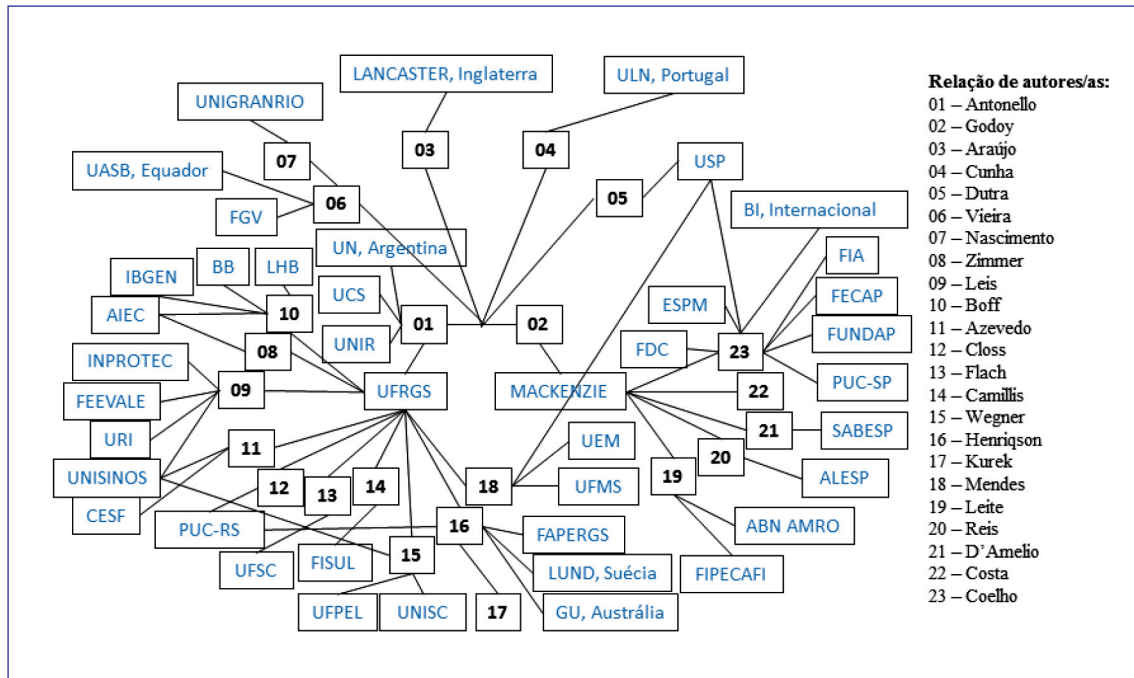 LANCASTER, Inglaterra
ULN, Portugal
UNIGRANRIO
07
03
04
UASB, Equador
USP
06
05
FGV
BI, Internacional
UN, Argentina
BB
LHB
FIA
IBGEN
UCS
ESPM
FECAP
AIEC
10
01
02
FUNDAP
UNIR
08
FDC
23
INPROTEC
PUC-SP
09
UFRGS
MACKENZIE
22
FEEVALE
21
SABESP
URI
11
UEM
20
UNISINOS
19
ALESP
12
13
14
18
UFMS
CESF
PUC-RS
16
ABN AMRO
FAPERGS
15
UFSC
FISUL
LUND, Suécia
FIPECAFI
UFPEL
UNISC
17
GU, Austrália
Relação de autores/as:
01 – Antonello
02 – Godoy
03 – Araújo
04 – Cunha
05 – Dutra
06 – Vieira
07 – Nascimento
08 – Zimmer
09 – Leis
10 – Boff
11 – Azevedo
12 – Closs
13 – Flach
14 – Camillis
15 – Wegner
16 – Henriqson
17 – Kurek
18 – Mendes
19 – Leite
20 – Reis
21 – D’Amelio
22 – Costa
23 – Coelho